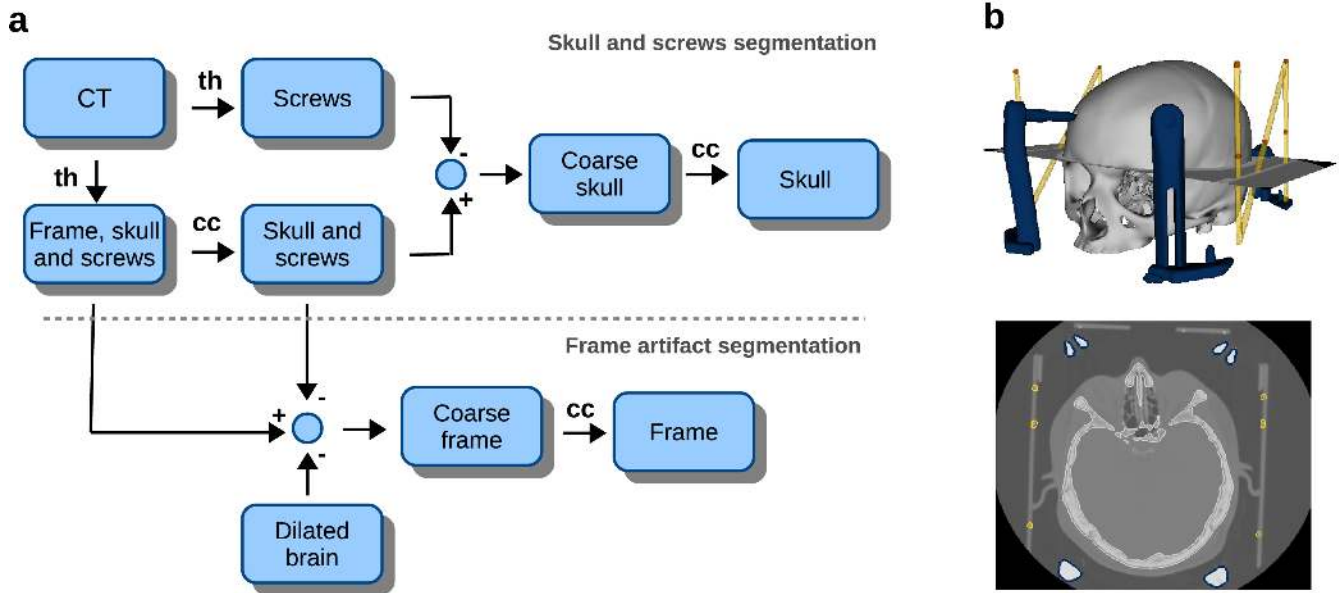 a
b
Skull and screws segmentation
CT
th
Screws
th
-
+
Coarse
skull
cc
Skull
Frame, skull
and screws
cc
Skull and
screws
Frame artifact segmentation
+
-
-
Coarse
frame
cc
Frame
Dilated
brain